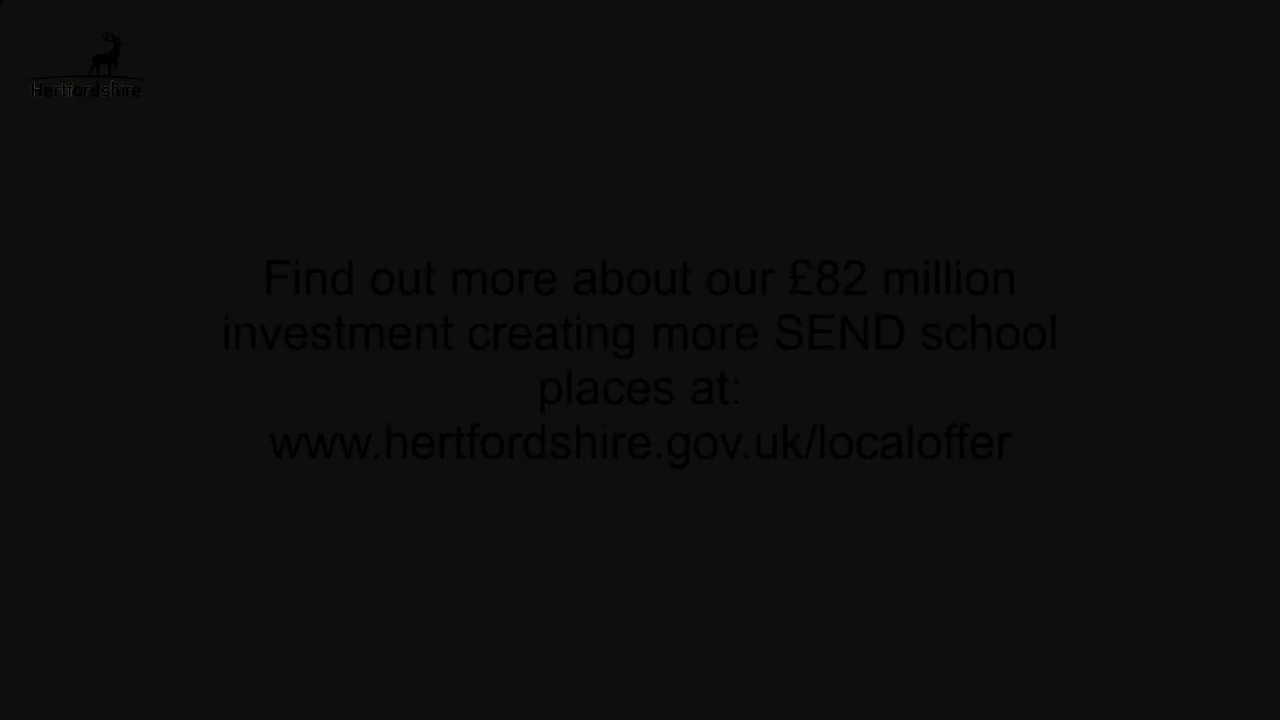 Hertfordshire
Find out more about our £82 million
investment creating more SEND school
places at:
www.hertfordshire.gov.uk/localoffer